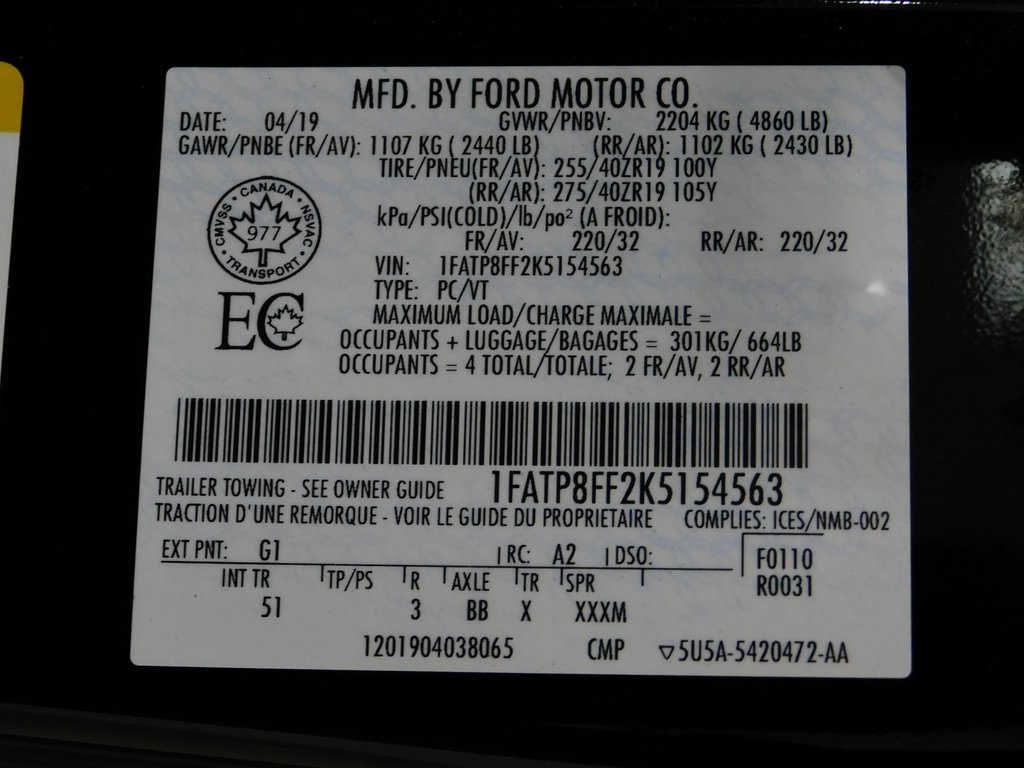 MFD. BY FORD MOTOR CO.
DATE: 04/19 GVWR/PNBV: 2204 KG ( 4860 LB)
GAWR/PNBE (FR/AV): 1107 KG ( 2440 LB) (RR/AR): 1102 KG ( 2430 LB)
TIRE/PNEU(FR/AV): 255/40ZR19 100Y
(RR/AR): 275/40ZR19 105Y
kPa/PSI(COLD)/lb/po² (A FROID):
FR/AV: 220/32 RR/AR: 220/32
VIN: 1FATP8FF2K5154563
TYPE: PC/VT
MAXIMUM LOAD/CHARGE MAXIMALE =
OCCUPANTS + LUGGAGE/BAGAGES = 301KG/ 664LB
OCCUPANTS = 4 TOTAL/TOTALE; 2 FR/AV, 2 RR/AR
CMVSS · CANADA · NSVAC · TRANSPORT ·
977
EC
1FATP8FF2K5154563
TRAILER TOWING - SEE OWNER GUIDE
TRACTION D'UNE REMORQUE - VOIR LE GUIDE DU PROPRIETAIRE COMPLIES: ICES/NMB-002
EXT PNT: G1 RC: A2 DSO: F0110
R0031
INT TR TP/PS R AXLE TR SPR
51 3 BB X XXXM
1201904038065 CMP ▽5U5A-5420472-AA